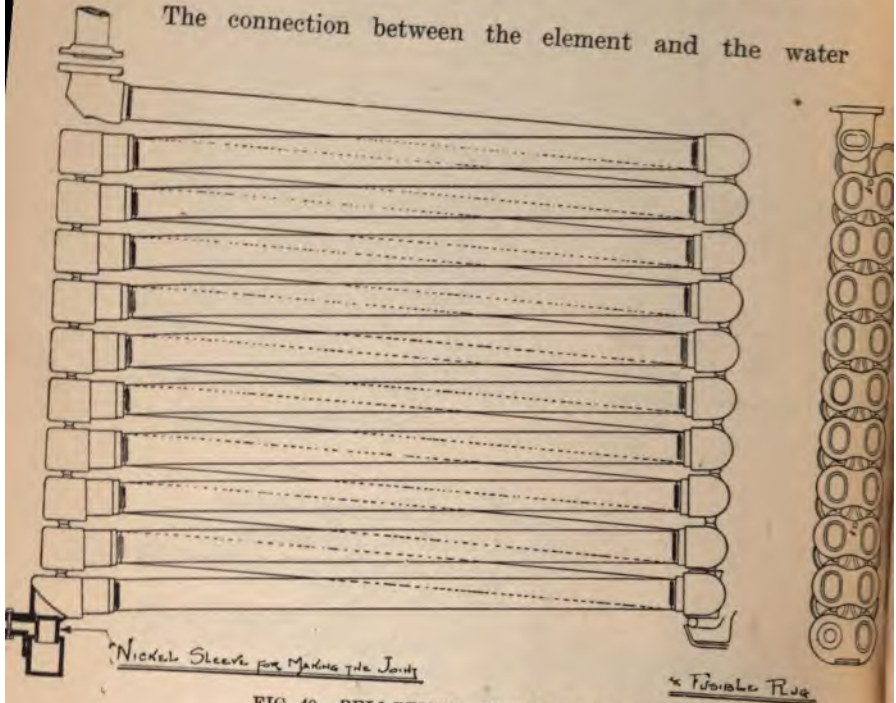 The connection between the element and the water
NICKEL SLEEVE FOR MAKING THE JOINT
x FUSIBLE PLUG